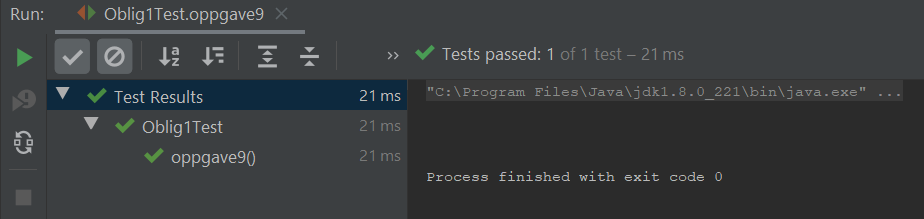 Run: Oblig1Test.oppgave9 ×
» Tests passed: 1 of 1 test – 21 ms
Test Results 21 ms
Oblig1Test 21 ms
oppgave9() 21 ms
"C:\Program Files\Java\jdk1.8.0_221\bin\java.exe" ...
Process finished with exit code 0